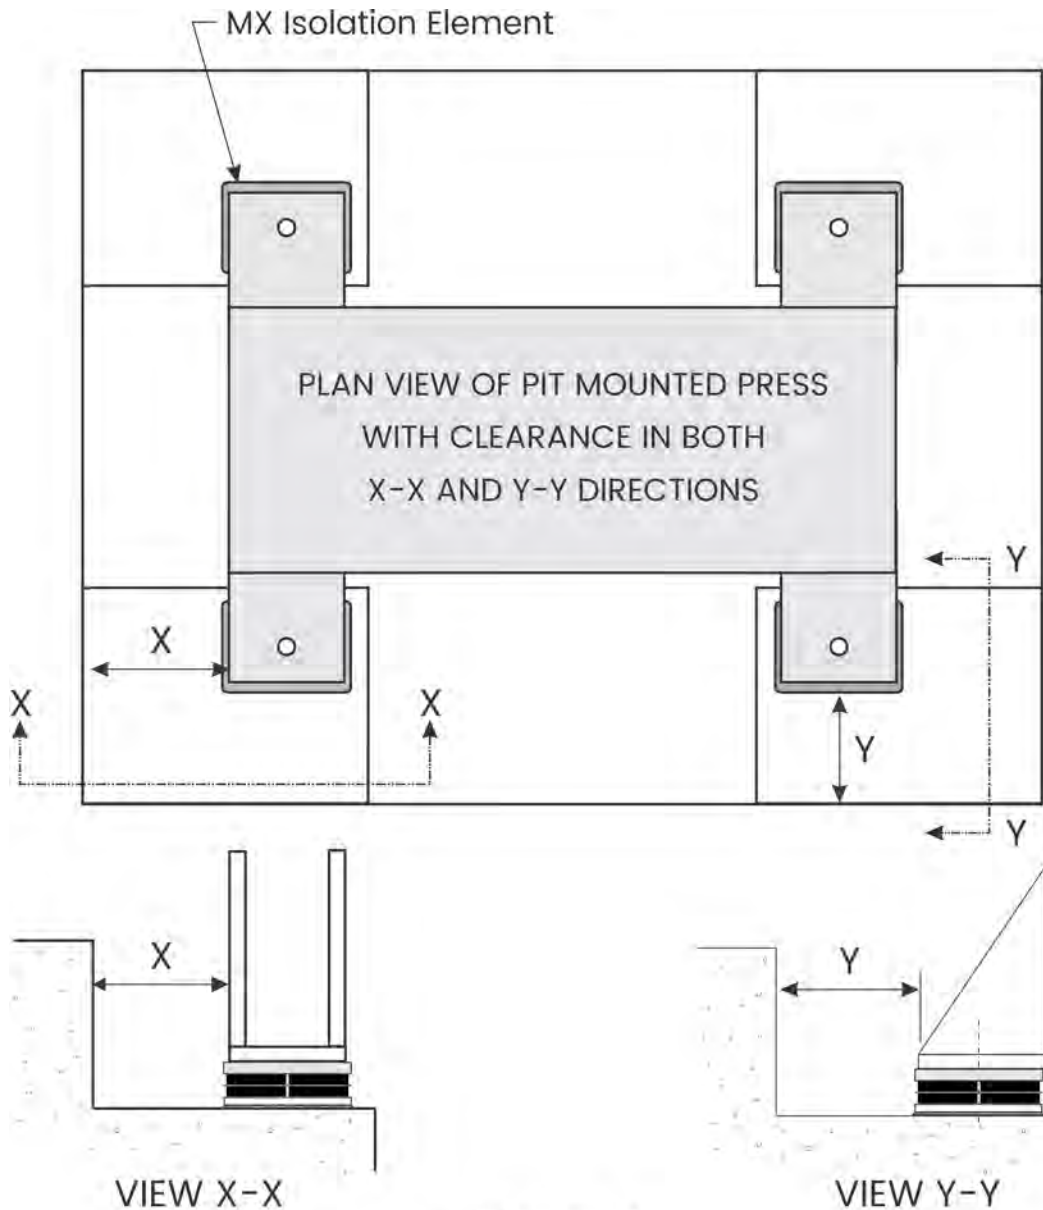 MX Isolation Element
PLAN VIEW OF PIT MOUNTED PRESS
WITH CLEARANCE IN BOTH
X-X AND Y-Y DIRECTIONS
Y
X
X
X
Y
Y
X
Y
VIEW X-X
VIEW Y-Y